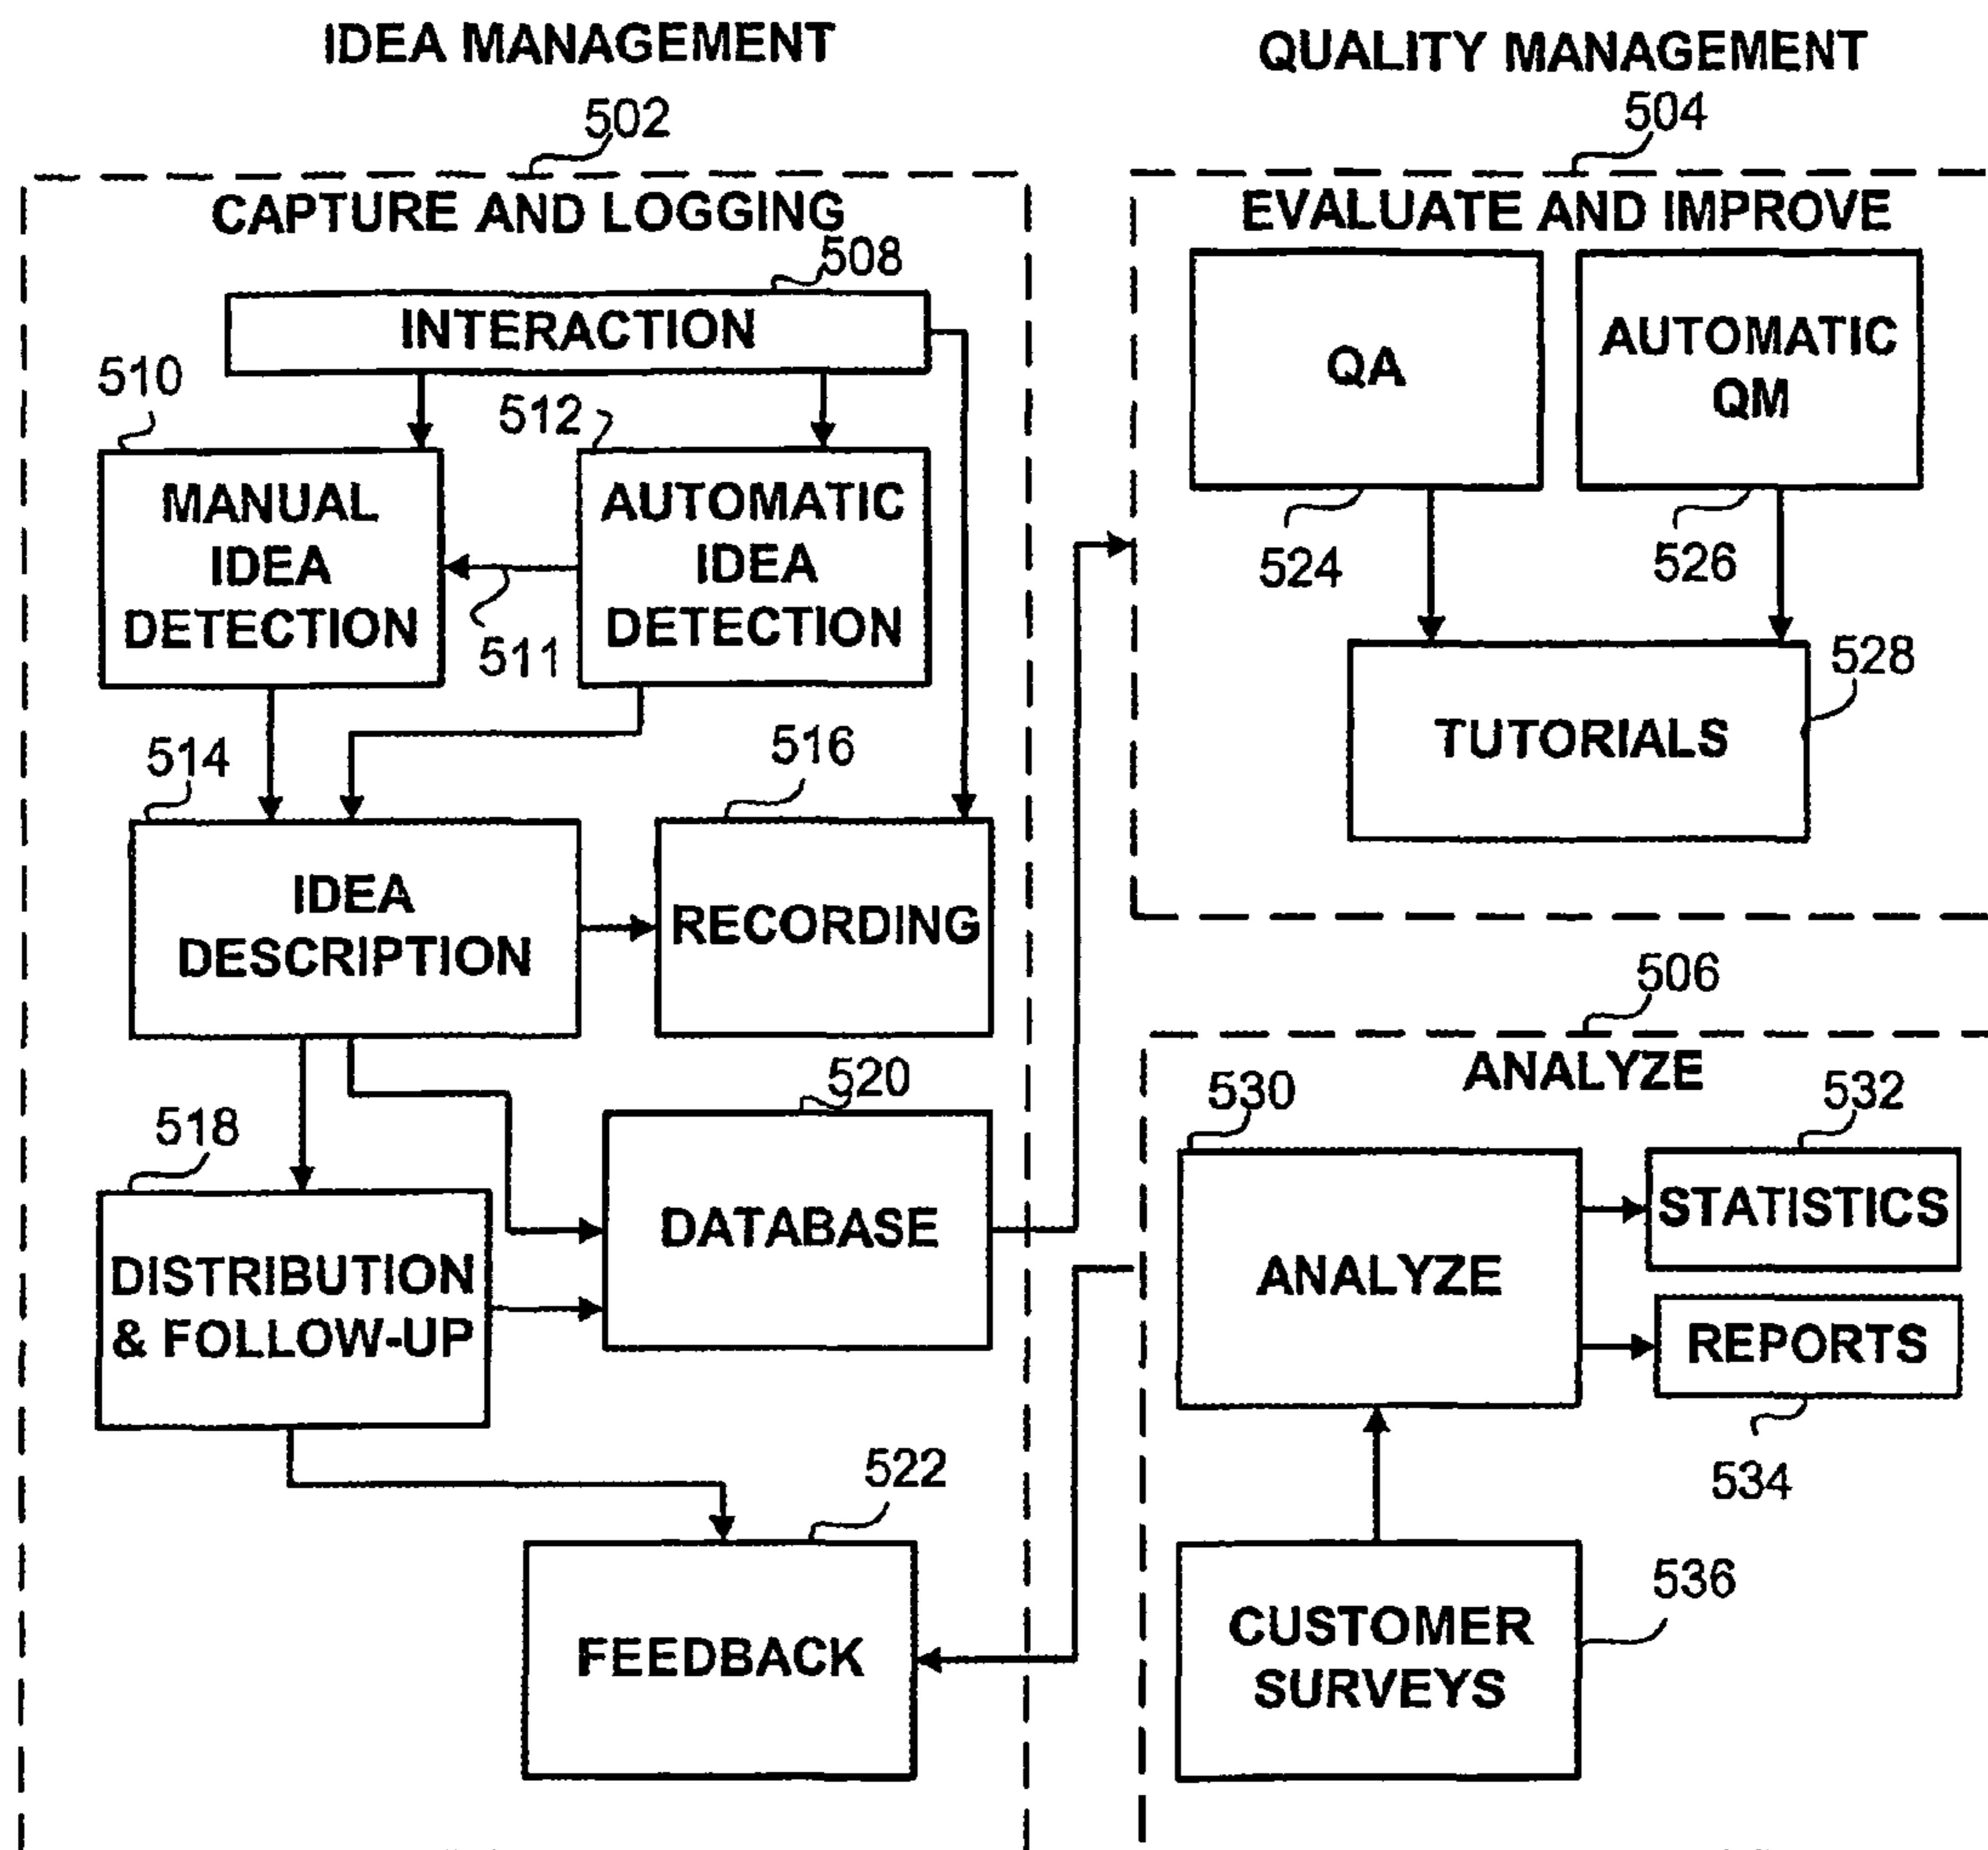 IDEA MANAGEMENT
502
CAPTURE AND LOGGING
508
INTERACTION
510
512
MANUAL
IDEA
DETECTION
511
AUTOMATIC
IDEA
DETECTION
514
516
IDEA
DESCRIPTION
RECORDING
518
520
DISTRIBUTION
& FOLLOW-UP
DATABASE
522
FEEDBACK
QUALITY MANAGEMENT
504
EVALUATE AND IMPROVE
QA
AUTOMATIC
QM
524
526
528
TUTORIALS
506
ANALYZE
530
532
ANALYZE
STATISTICS
REPORTS
534
536
CUSTOMER
SURVEYS